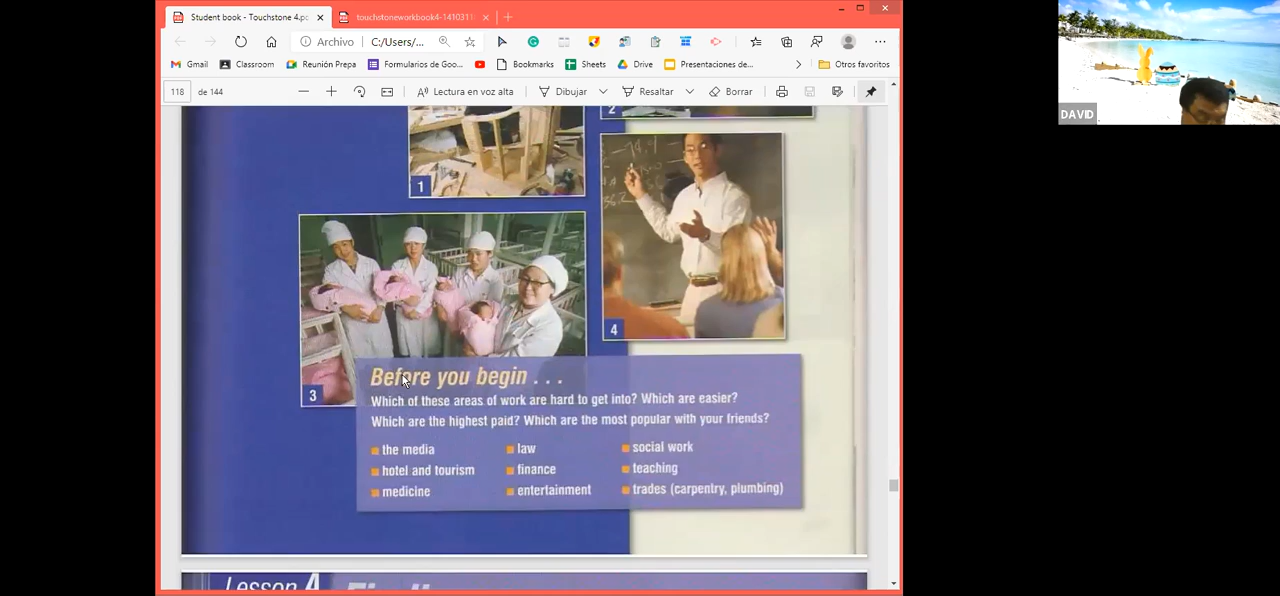 Student book - Touchstone 4.pc
touchstoneworkbook4-1410311
Archivo
C:/Users/...
Gmail
Classroom
Reunión Prepa
Formularios de Goo...
Bookmarks
Sheets
Drive
Presentaciones de...
Otros favoritos
118
de 144
Lectura en voz alta
Dibujar
Resaltar
Borrar
DAVID
1
2
3
4
Before you begin . . .
Which of these areas of work are hard to get into? Which are easier?
Which are the highest paid? Which are the most popular with your friends?
the media
law
social work
hotel and tourism
finance
teaching
medicine
entertainment
trades (carpentry, plumbing)
Lesson A